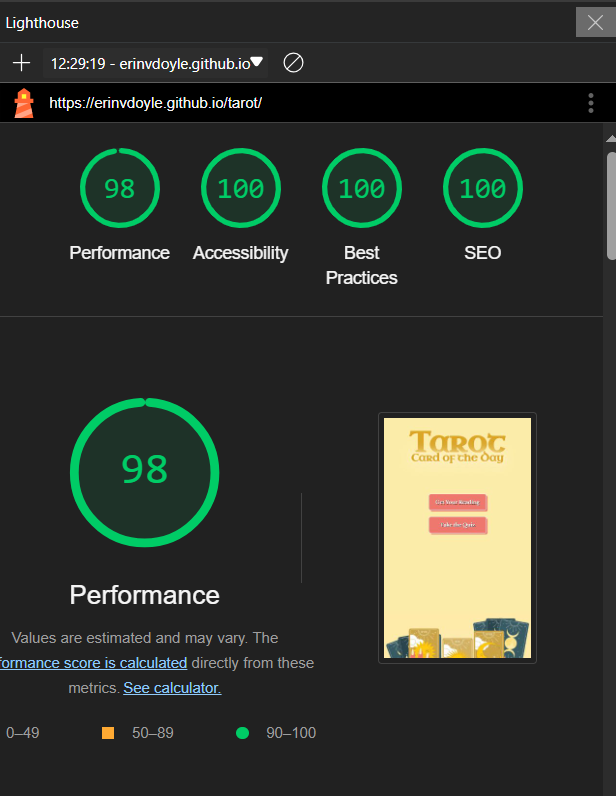 Lighthouse
12:29:19 - erinvdoyle.github.io
https://erinvdoyle.github.io/tarot/
98
100
100
100
Performance
Accessibility
Best
Practices
SEO
98
Performance
Values are estimated and may vary. The
formance score is calculated directly from these
metrics. See calculator.
0–49
50–89
90–100
Tarot
Card of the Day
Get Your Reading
Take the Quiz